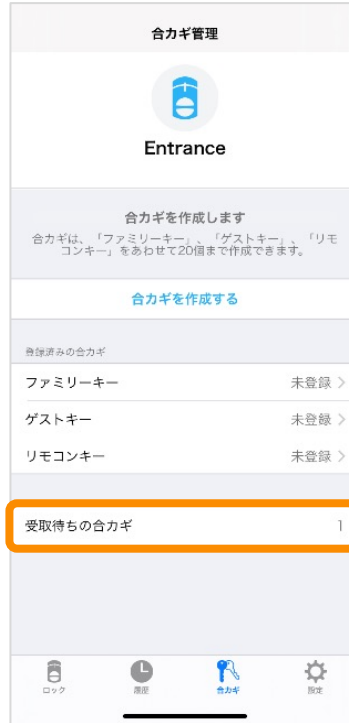 合カギ管理
Entrance
合カギを作成します
合カギは、「ファミリーキー」、「ゲストキー」、「リモ
コンキー」をあわせて20個まで作成できます。
合カギを作成する
登録済みの合カギ
ファミリーキー 未登録
ゲストキー 未登録
リモコンキー 未登録
受取待ちの合カギ 1
ロック 履歴 合カギ 設定